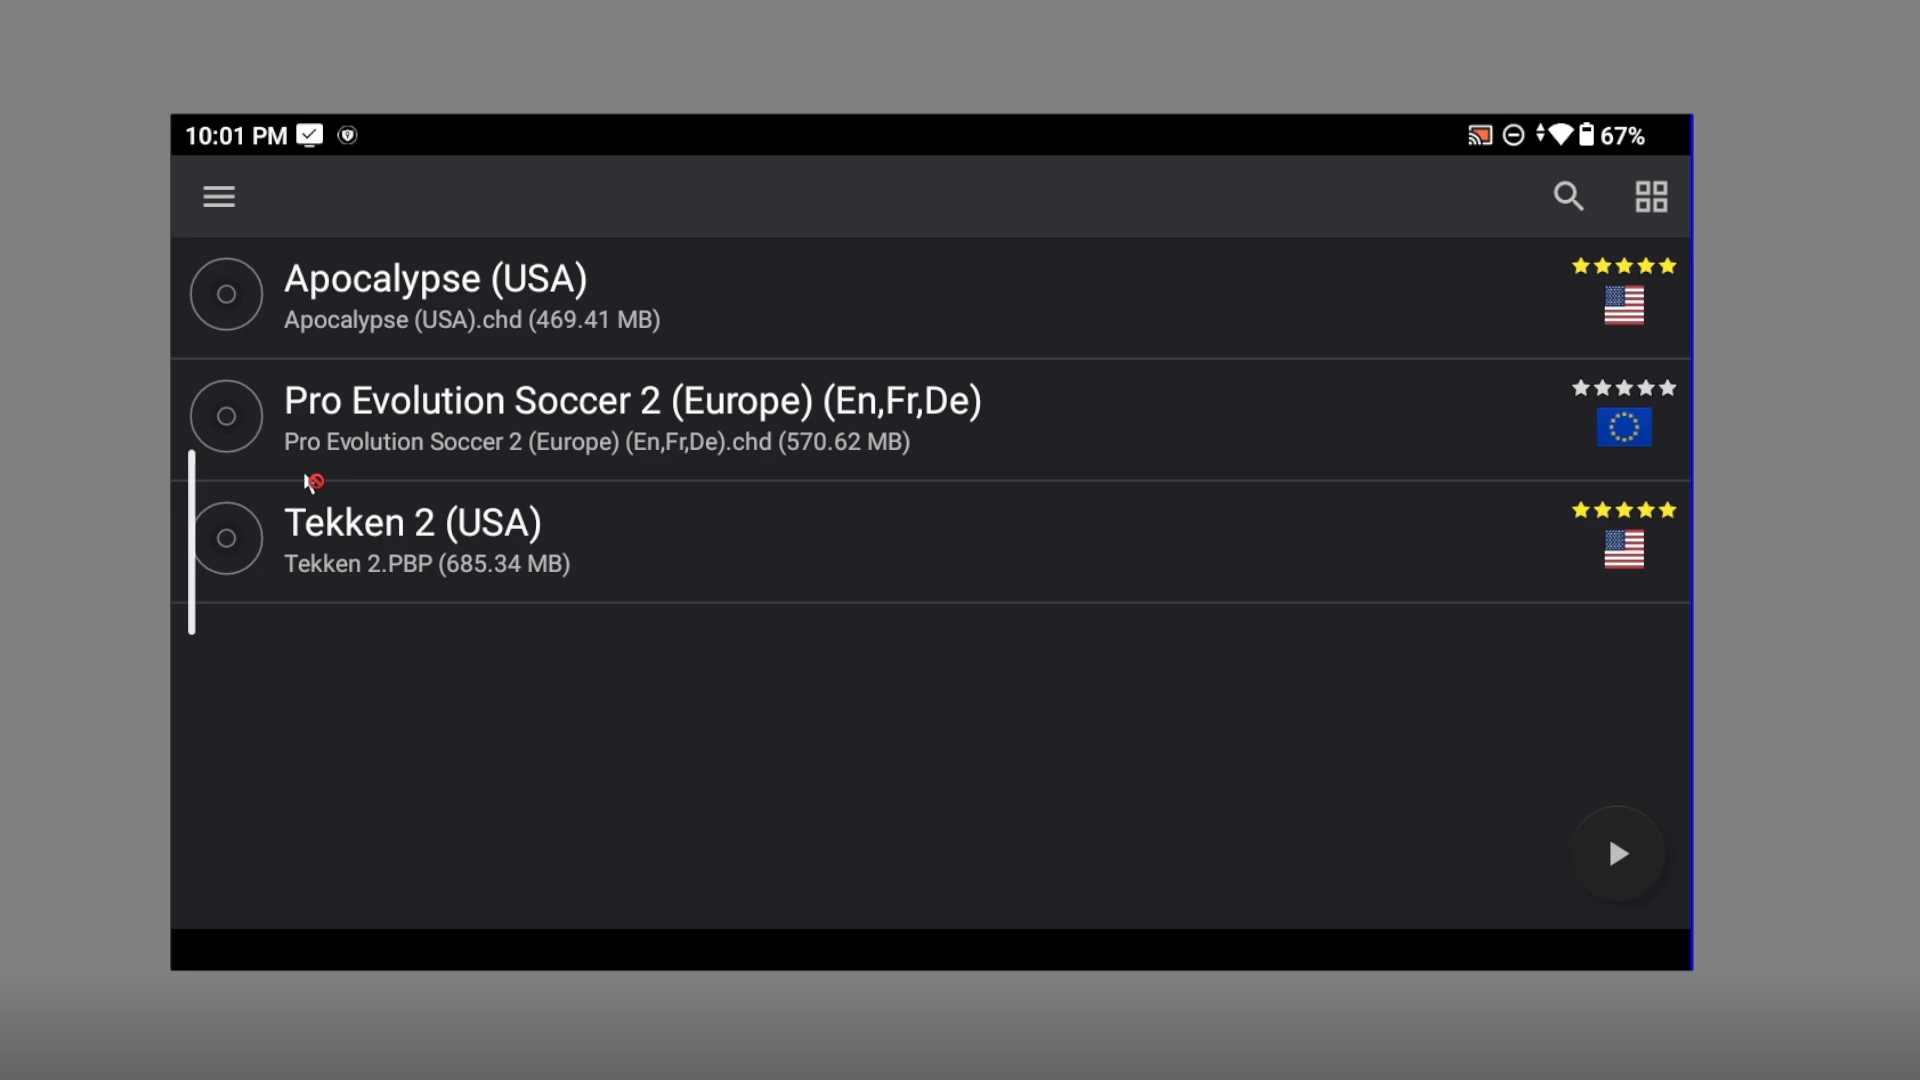 10:01 PM
67%
Apocalypse (USA)
Apocalypse (USA).chd (469.41 MB)
Pro Evolution Soccer 2 (Europe) (En,Fr,De)
Pro Evolution Soccer 2 (Europe) (En,Fr,De).chd (570.62 MB)
Tekken 2 (USA)
Tekken 2.PBP (685.34 MB)